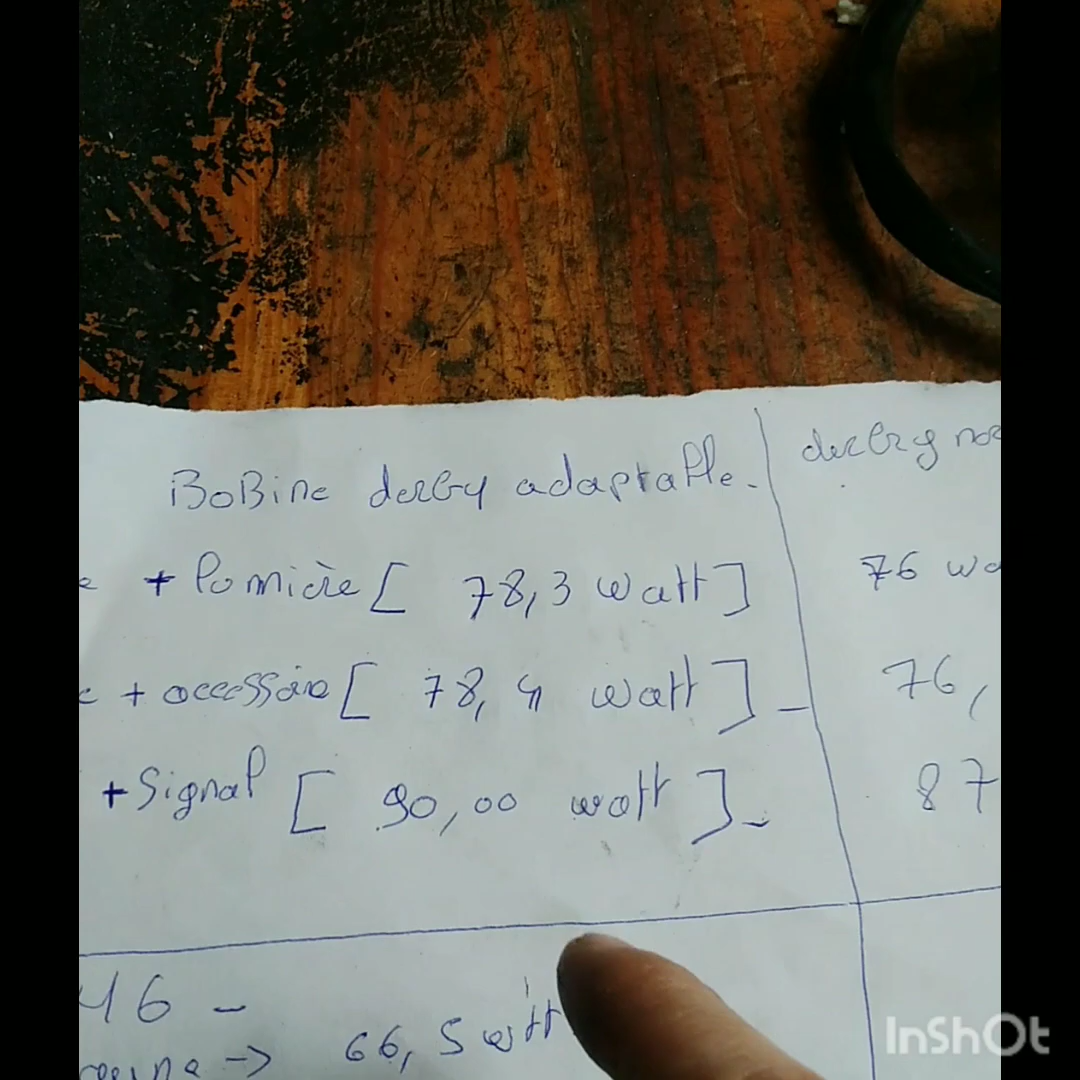 BoBine derby adaptable.
+ lumière [ 78,3 watt ]
+ accessoire [ 78,4 watt ] -
+ Signal [ 90,00 watt ] -
derby
76
76,
87
46 -
-> 66,5 watt
InShOt